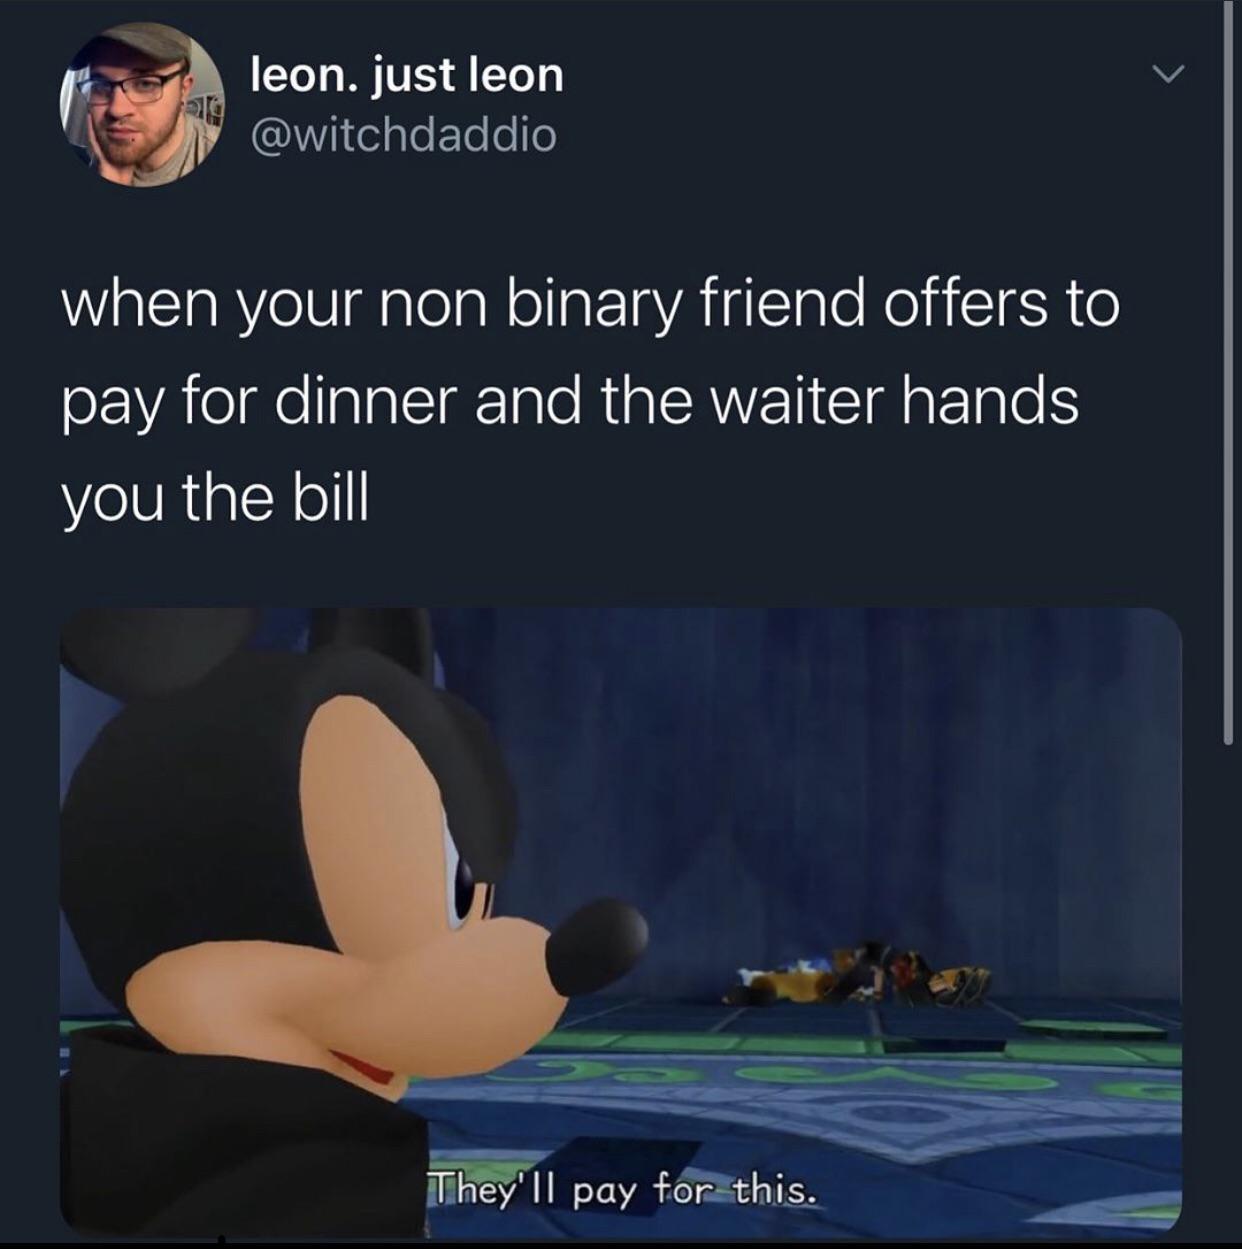 leon. just leon
@witchdaddio
when your non binary friend offers to
pay for dinner and the waiter hands
you the bill
They'll pay for this.